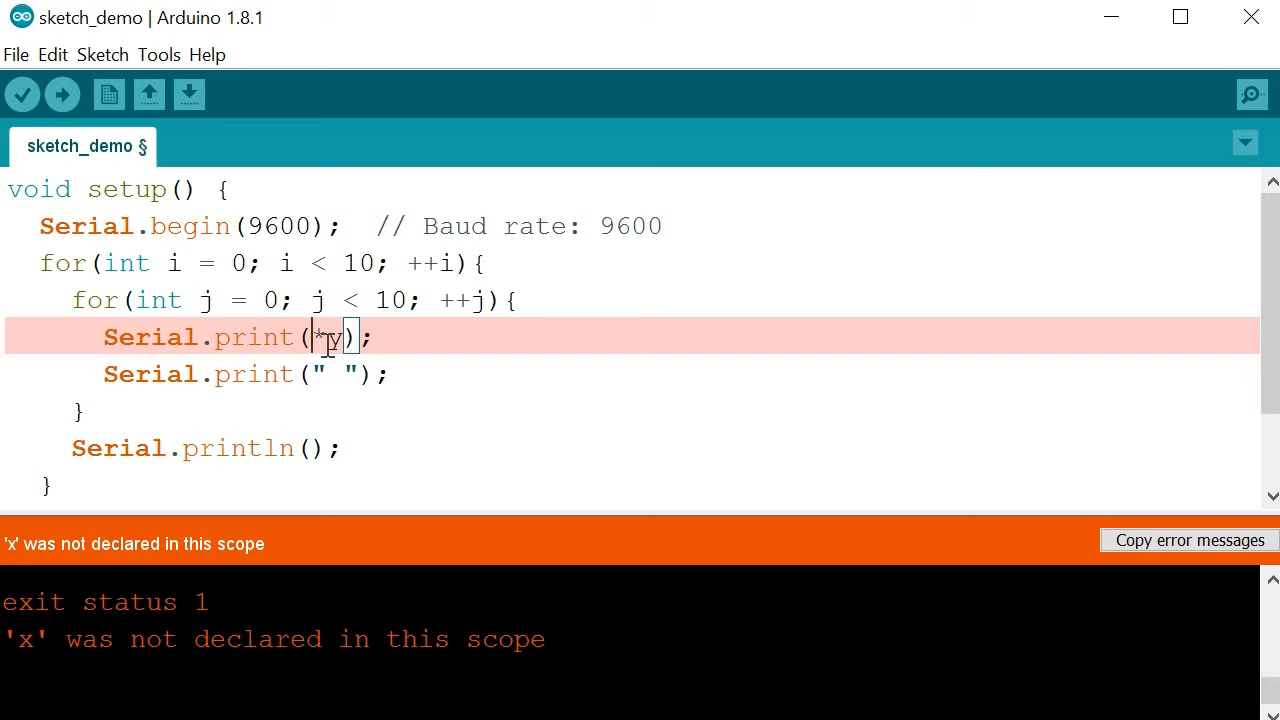 sketch_demo | Arduino 1.8.1
File Edit Sketch Tools Help
sketch_demo §
void setup() {
  Serial.begin(9600);  // Baud rate: 9600
  for(int i = 0; i < 10; ++i){
    for(int j = 0; j < 10; ++j){
      Serial.print(*y);
      Serial.print(" ");
    }
    Serial.println();
  }
'x' was not declared in this scope
Copy error messages
exit status 1
'x' was not declared in this scope